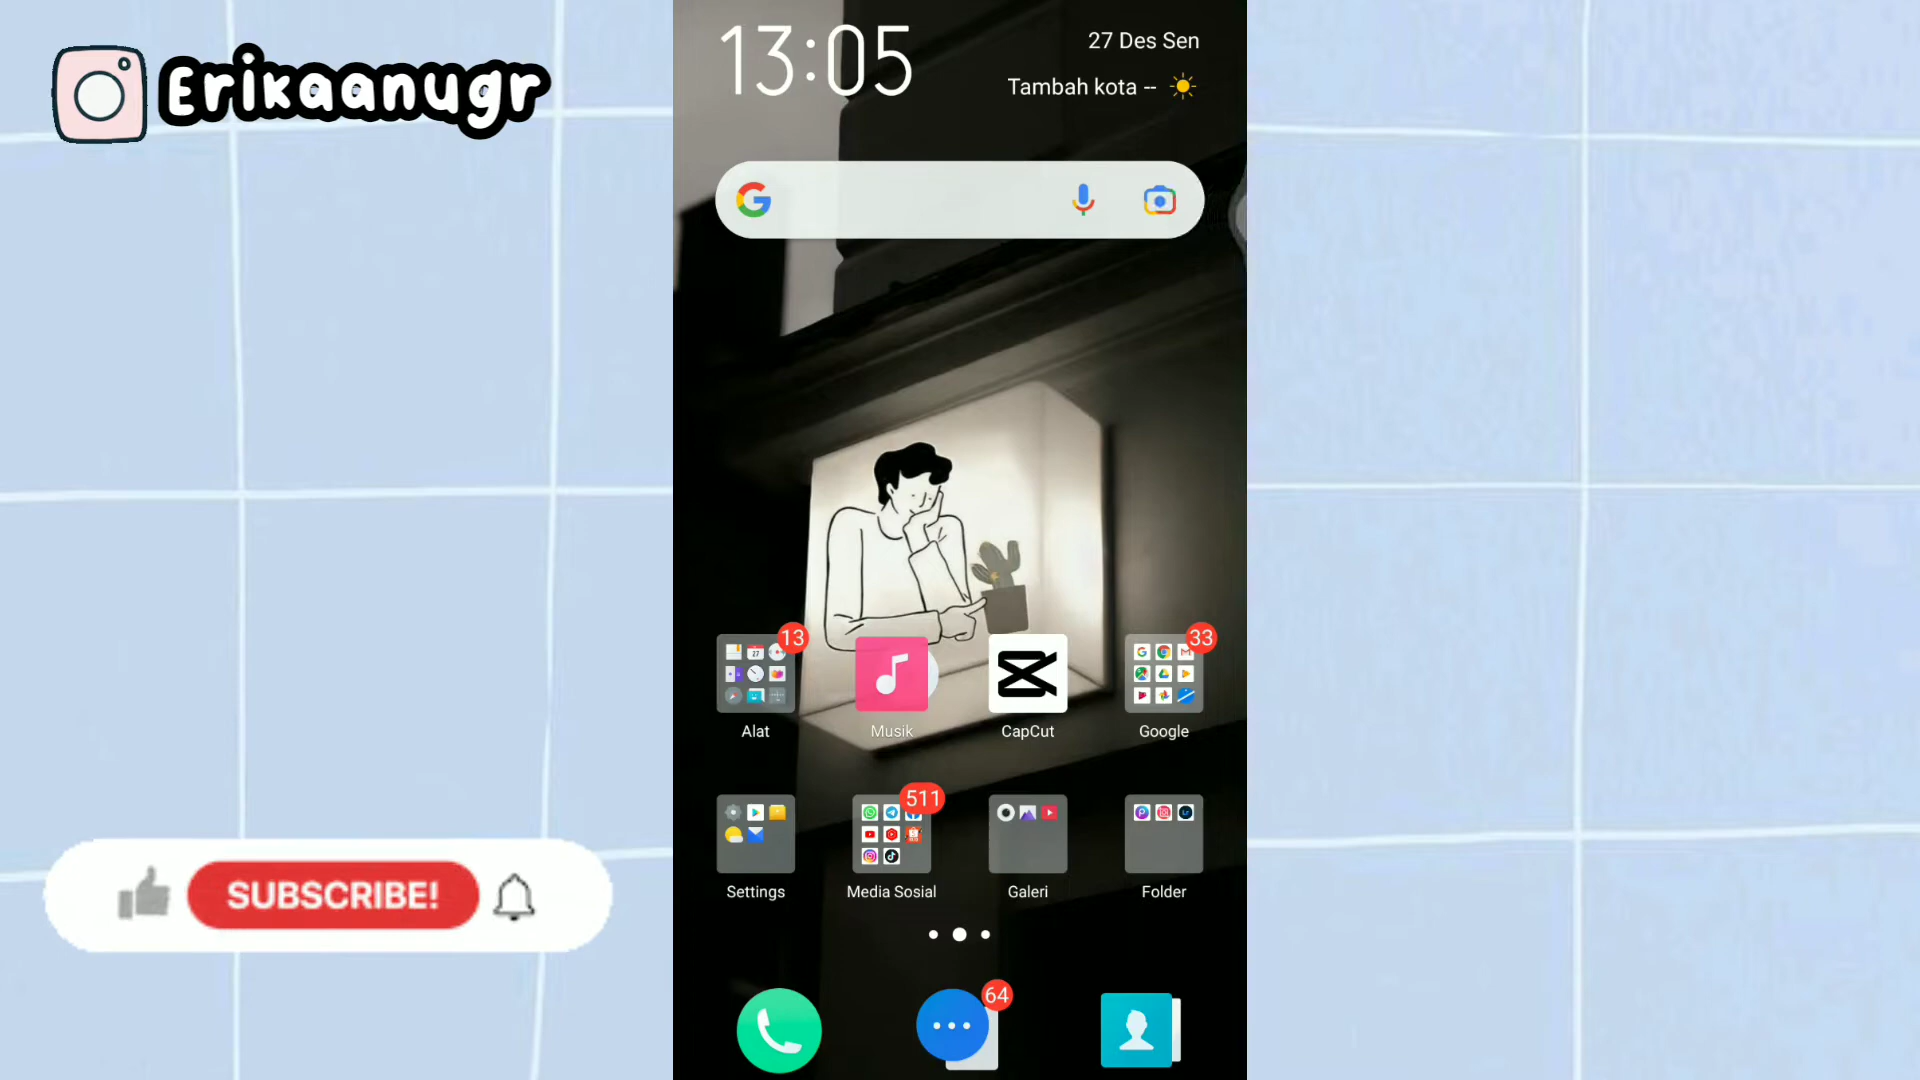 Erikaanugr
13:05
27 Des Sen
Tambah kota --
13
33
27
Alat
Musik
CapCut
Google
511
Settings
Media Sosial
Galeri
Folder
SUBSCRIBE!
64